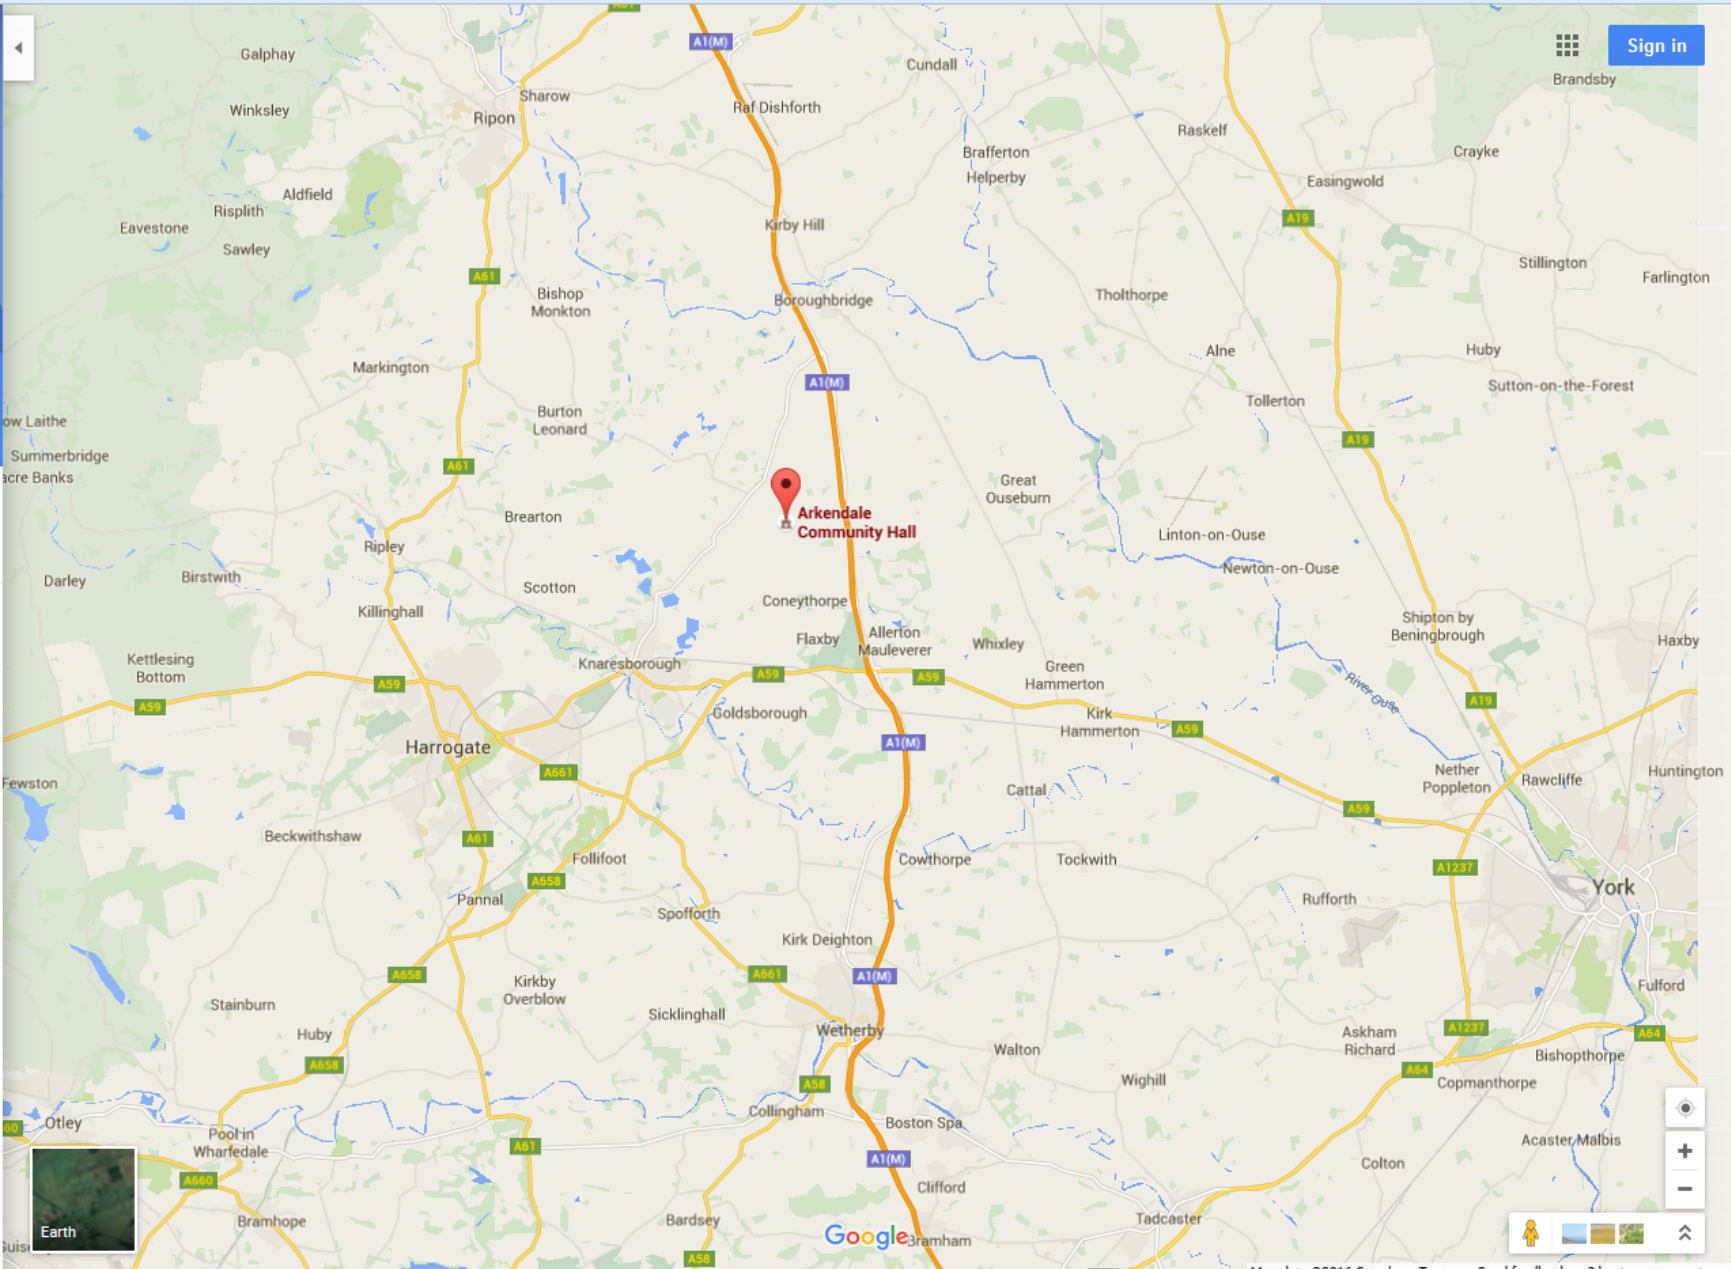 A1(M)
Sign in
Galphay
Cundall
Brandsby
Sharow
Winksley
Raf Dishforth
Ripon
Raskelf
Brafferton
Helperby
Crayke
Easingwold
Aldfield
Risplith
A19
Eavestone
Kirby Hill
Sawley
Stillington
A61
Farlington
Bishop
Monkton
Tholthorpe
Boroughbridge
Alne
Huby
Markington
A1(M)
Sutton-on-the-Forest
Tollerton
Burton
Leonard
ow Laithe
A19
Summerbridge
A61
acre Banks
Great
Ouseburn
Arkendale
Community Hall
Brearton
Linton-on-Ouse
Ripley
Newton-on-Ouse
Darley
Birstwith
Scotton
Coneythorpe
Killinghall
Shipton by
Beningbrough
Flaxby
Allerton
Mauleverer
Whixley
Haxby
Kettlesing
Bottom
Knaresborough
Green
Hammerton
A59
A59
A59
A59
River Ouse
A19
Goldsborough
Kirk
Hammerton
A59
Harrogate
A1(M)
A661
Nether
Poppleton
Rawcliffe
Huntington
Fewston
Cattal
A59
Beckwithshaw
A61
Follifoot
Cowthorpe
Tockwith
A1237
A658
York
Pannal
Rufforth
Spofforth
Kirk Deighton
A658
A661
A1(M)
Kirkby
Overblow
Fulford
Stainburn
Sicklinghall
Huby
Wetherby
A1237
A64
Askham
Richard
Walton
Bishopthorpe
A658
A64
Wighill
A58
Copmanthorpe
Collingham
Otley
60
Boston Spa
Pool in
Wharfedale
A61
Acaster Malbis
A1(M)
Colton
A660
Clifford
Bardsey
Tadcaster
Bramhope
Earth
Google
Bramham
A58